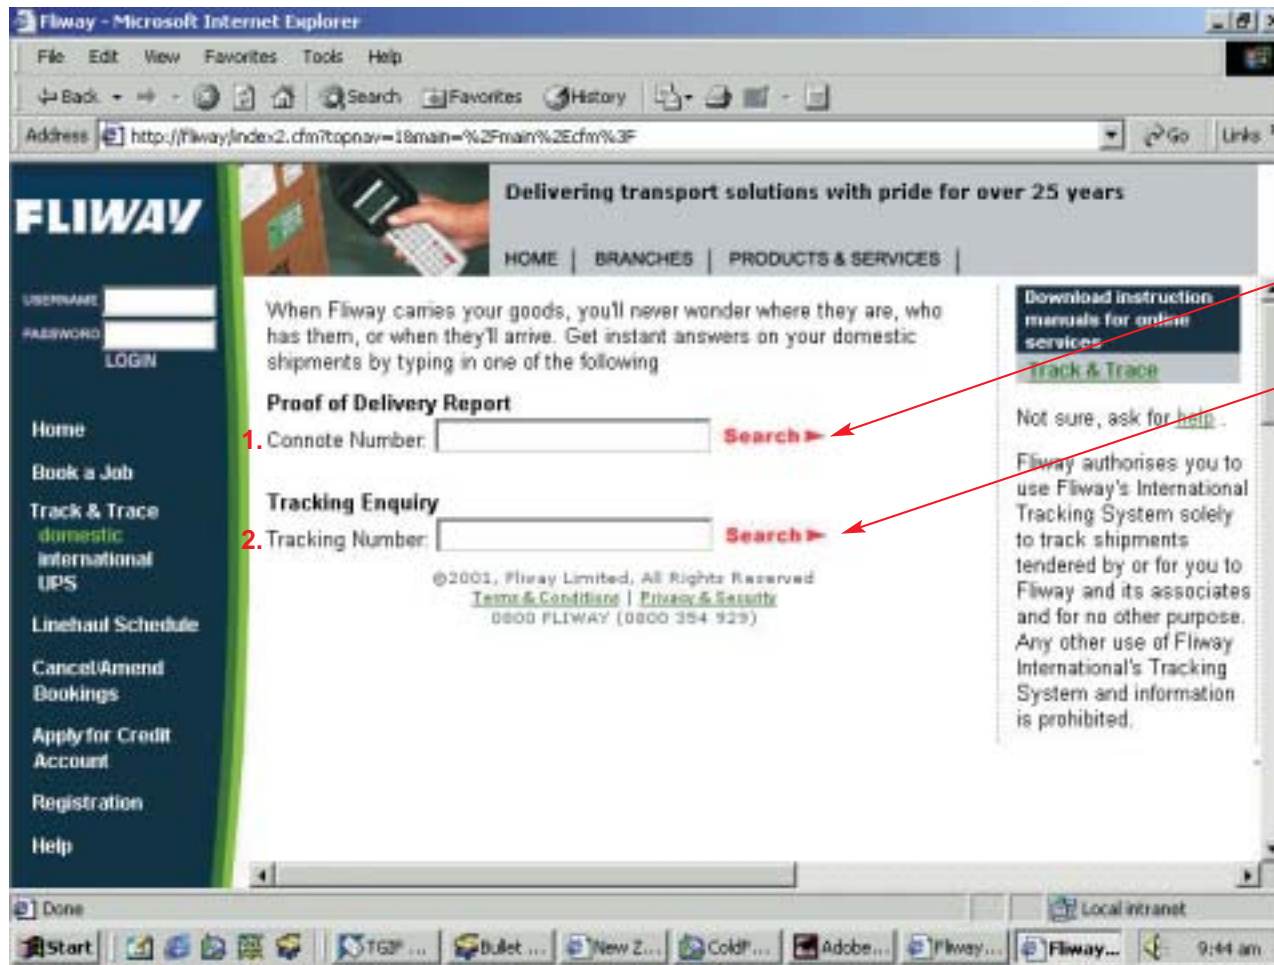 Fliway - Microsoft Internet Explorer
File Edit View Favorites Tools Help
Back Search Favorites History
Address http://fliway/index2.cfm?topnav=1&main=%2Fmain%2Ecfm%3F Go Links
FLIWAY
Delivering transport solutions with pride for over 25 years
HOME | BRANCHES | PRODUCTS & SERVICES |
USERNAME
PASSWORD
LOGIN
Home
Book a Job
Track & Trace
domestic
international
UPS
Linehaul Schedule
Cancel/Amend
Bookings
Apply for Credit
Account
Registration
Help
When Fliway carries your goods, you'll never wonder where they are, who
has them, or when they'll arrive. Get instant answers on your domestic
shipments by typing in one of the following
Proof of Delivery Report
1. Connote Number: Search
Tracking Enquiry
2. Tracking Number: Search
©2001, Fliway Limited, All Rights Reserved
Terms & Conditions | Privacy & Security
0800 FLIWAY (0800 354 929)
Download instruction
manuals for online
services
Track & Trace
Not sure, ask for help .
Fliway authorises you to
use Fliway's International
Tracking System solely
to track shipments
tendered by or for you to
Fliway and its associates
and for no other purpose.
Any other use of Fliway
International's Tracking
System and information
is prohibited.
Done Local intranet
Start TGIF ... Bullet ... New Z... ColdF... Adobe... Fliway... Fliway... 9:44 am